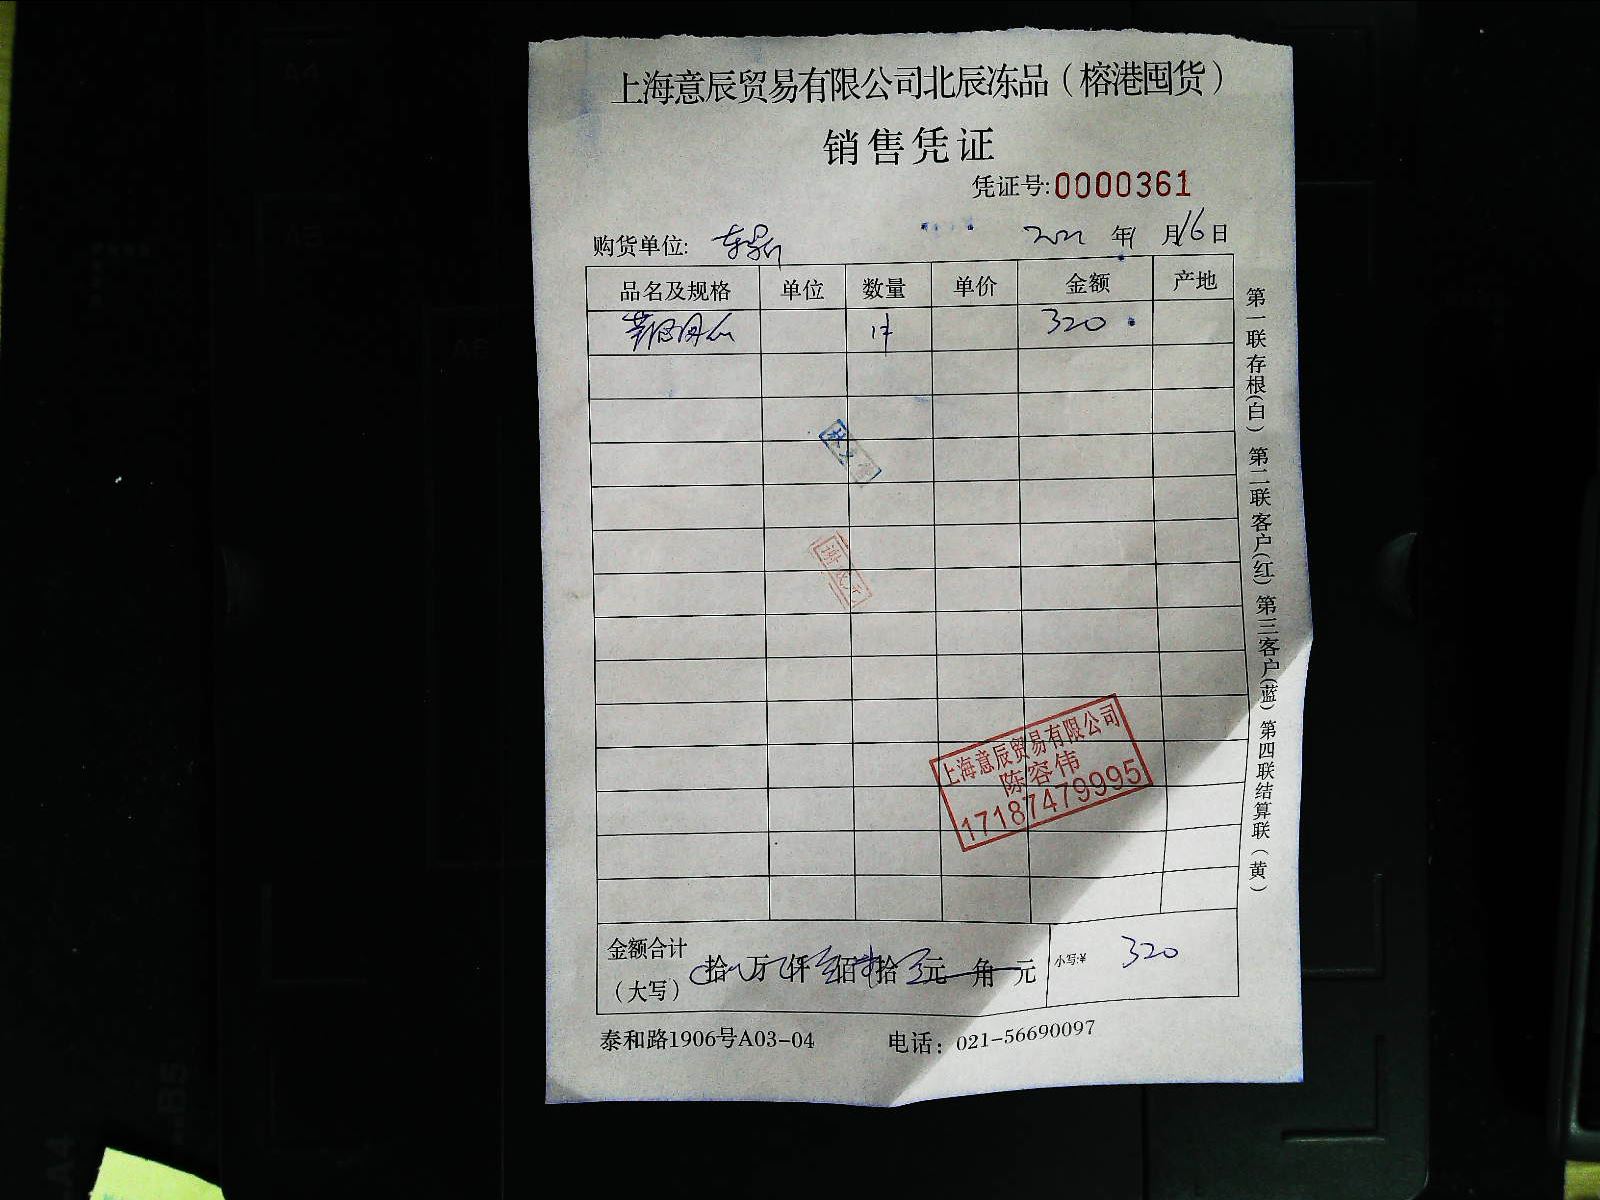 上海意辰贸易有限公司北辰冻品（榕港囤货）
销售凭证
凭证号:0000361
购货单位:
年 月16日
品名及规格 单位 数量 单价 金额 产地
1件 320
上海意辰贸易有限公司
陈容伟
17187479995
金额合计
（大写） 拾 万 仟 佰 拾 元 角 元 小写:¥ 320
泰和路1906号A03-04 电话：021-56690097
第一联存根(白) 第二联客户(红) 第三客户(蓝) 第四联结算联(黄)